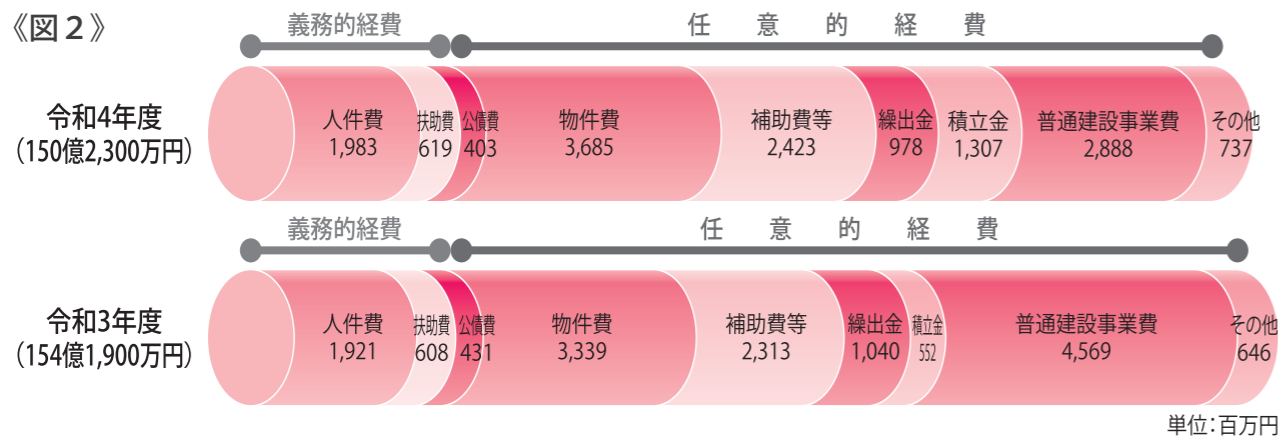 《図２》
義務的経費
任意的経費
令和4年度
（150億2,300万円）
人件費
1,983
扶助費
619
公債費
403
物件費
3,685
補助費等
2,423
繰出金
978
積立金
1,307
普通建設事業費
2,888
その他
737
義務的経費
任意的経費
令和3年度
（154億1,900万円）
人件費
1,921
扶助費
608
公債費
431
物件費
3,339
補助費等
2,313
繰出金
1,040
積立金
552
普通建設事業費
4,569
その他
646
単位：百万円